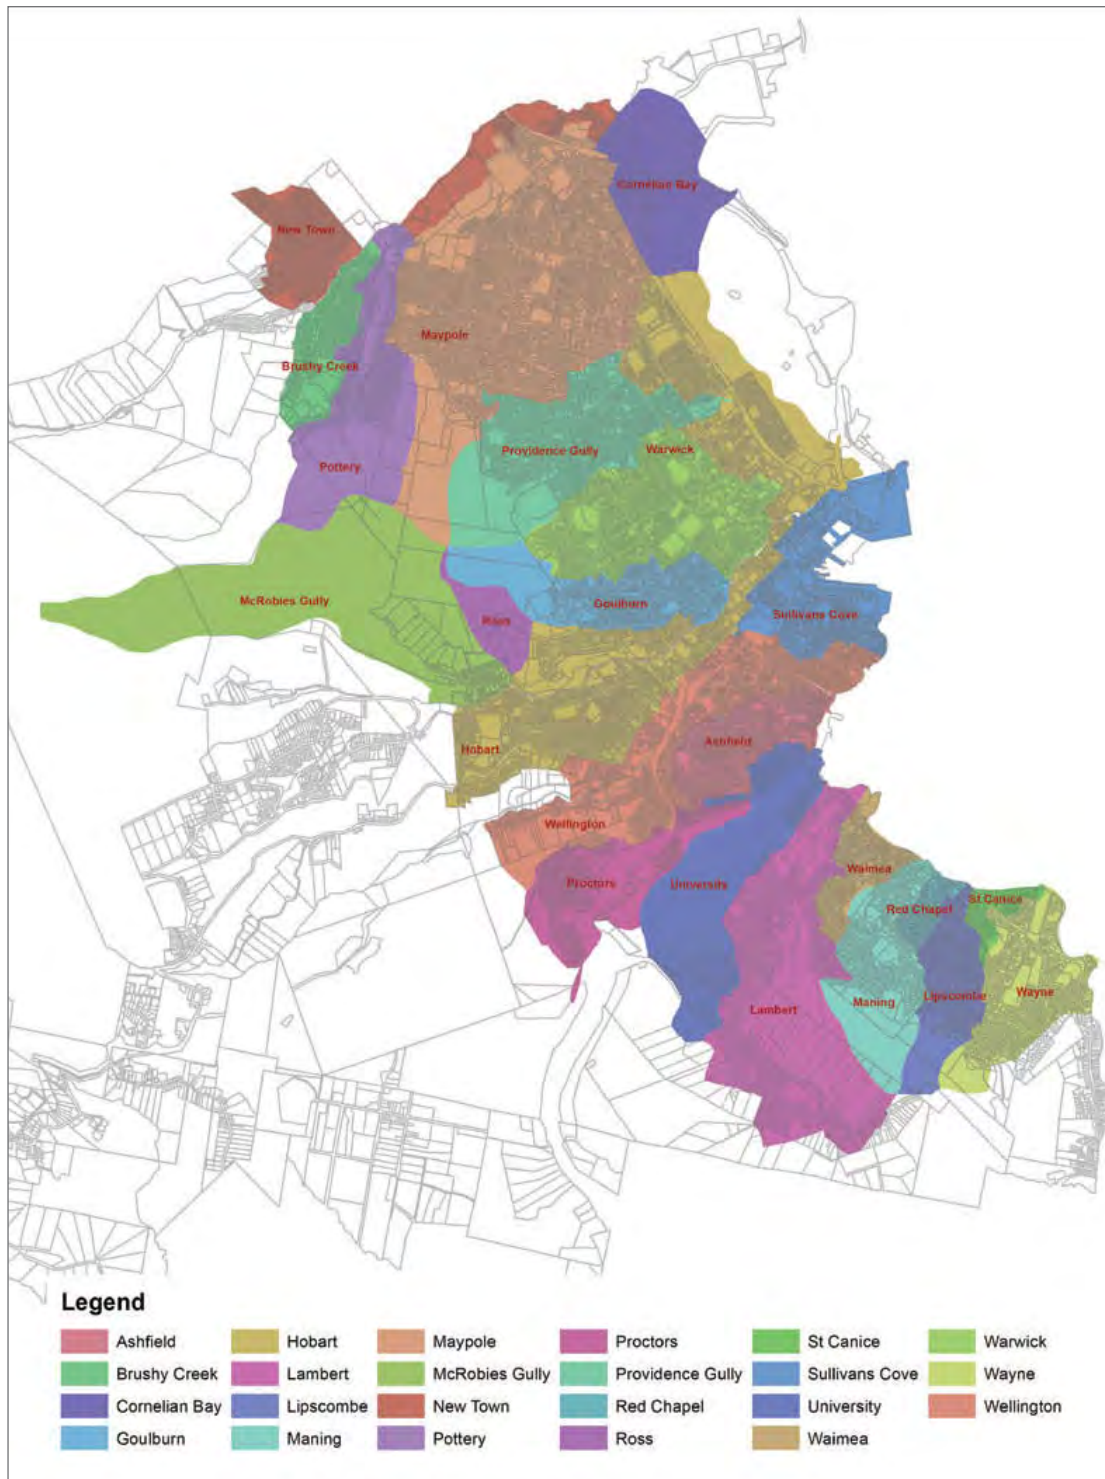 Cornelian Bay
New Town
Maypole
Brushy Creek
Providence Gully
Warwick
Pottery
McRobies Gully
Goulburn
Ross
Sullivans Cove
Ashfield
Hobart
Wellington
Waimea
Proctors
University
Red Chapel
St Canice
Lambert
Maning
Lipscombe
Wayne
Legend
Ashfield Hobart Maypole Proctors St Canice Warwick
Brushy Creek Lambert McRobies Gully Providence Gully Sullivans Cove Wayne
Cornelian Bay Lipscombe New Town Red Chapel University Wellington
Goulburn Maning Pottery Ross Waimea